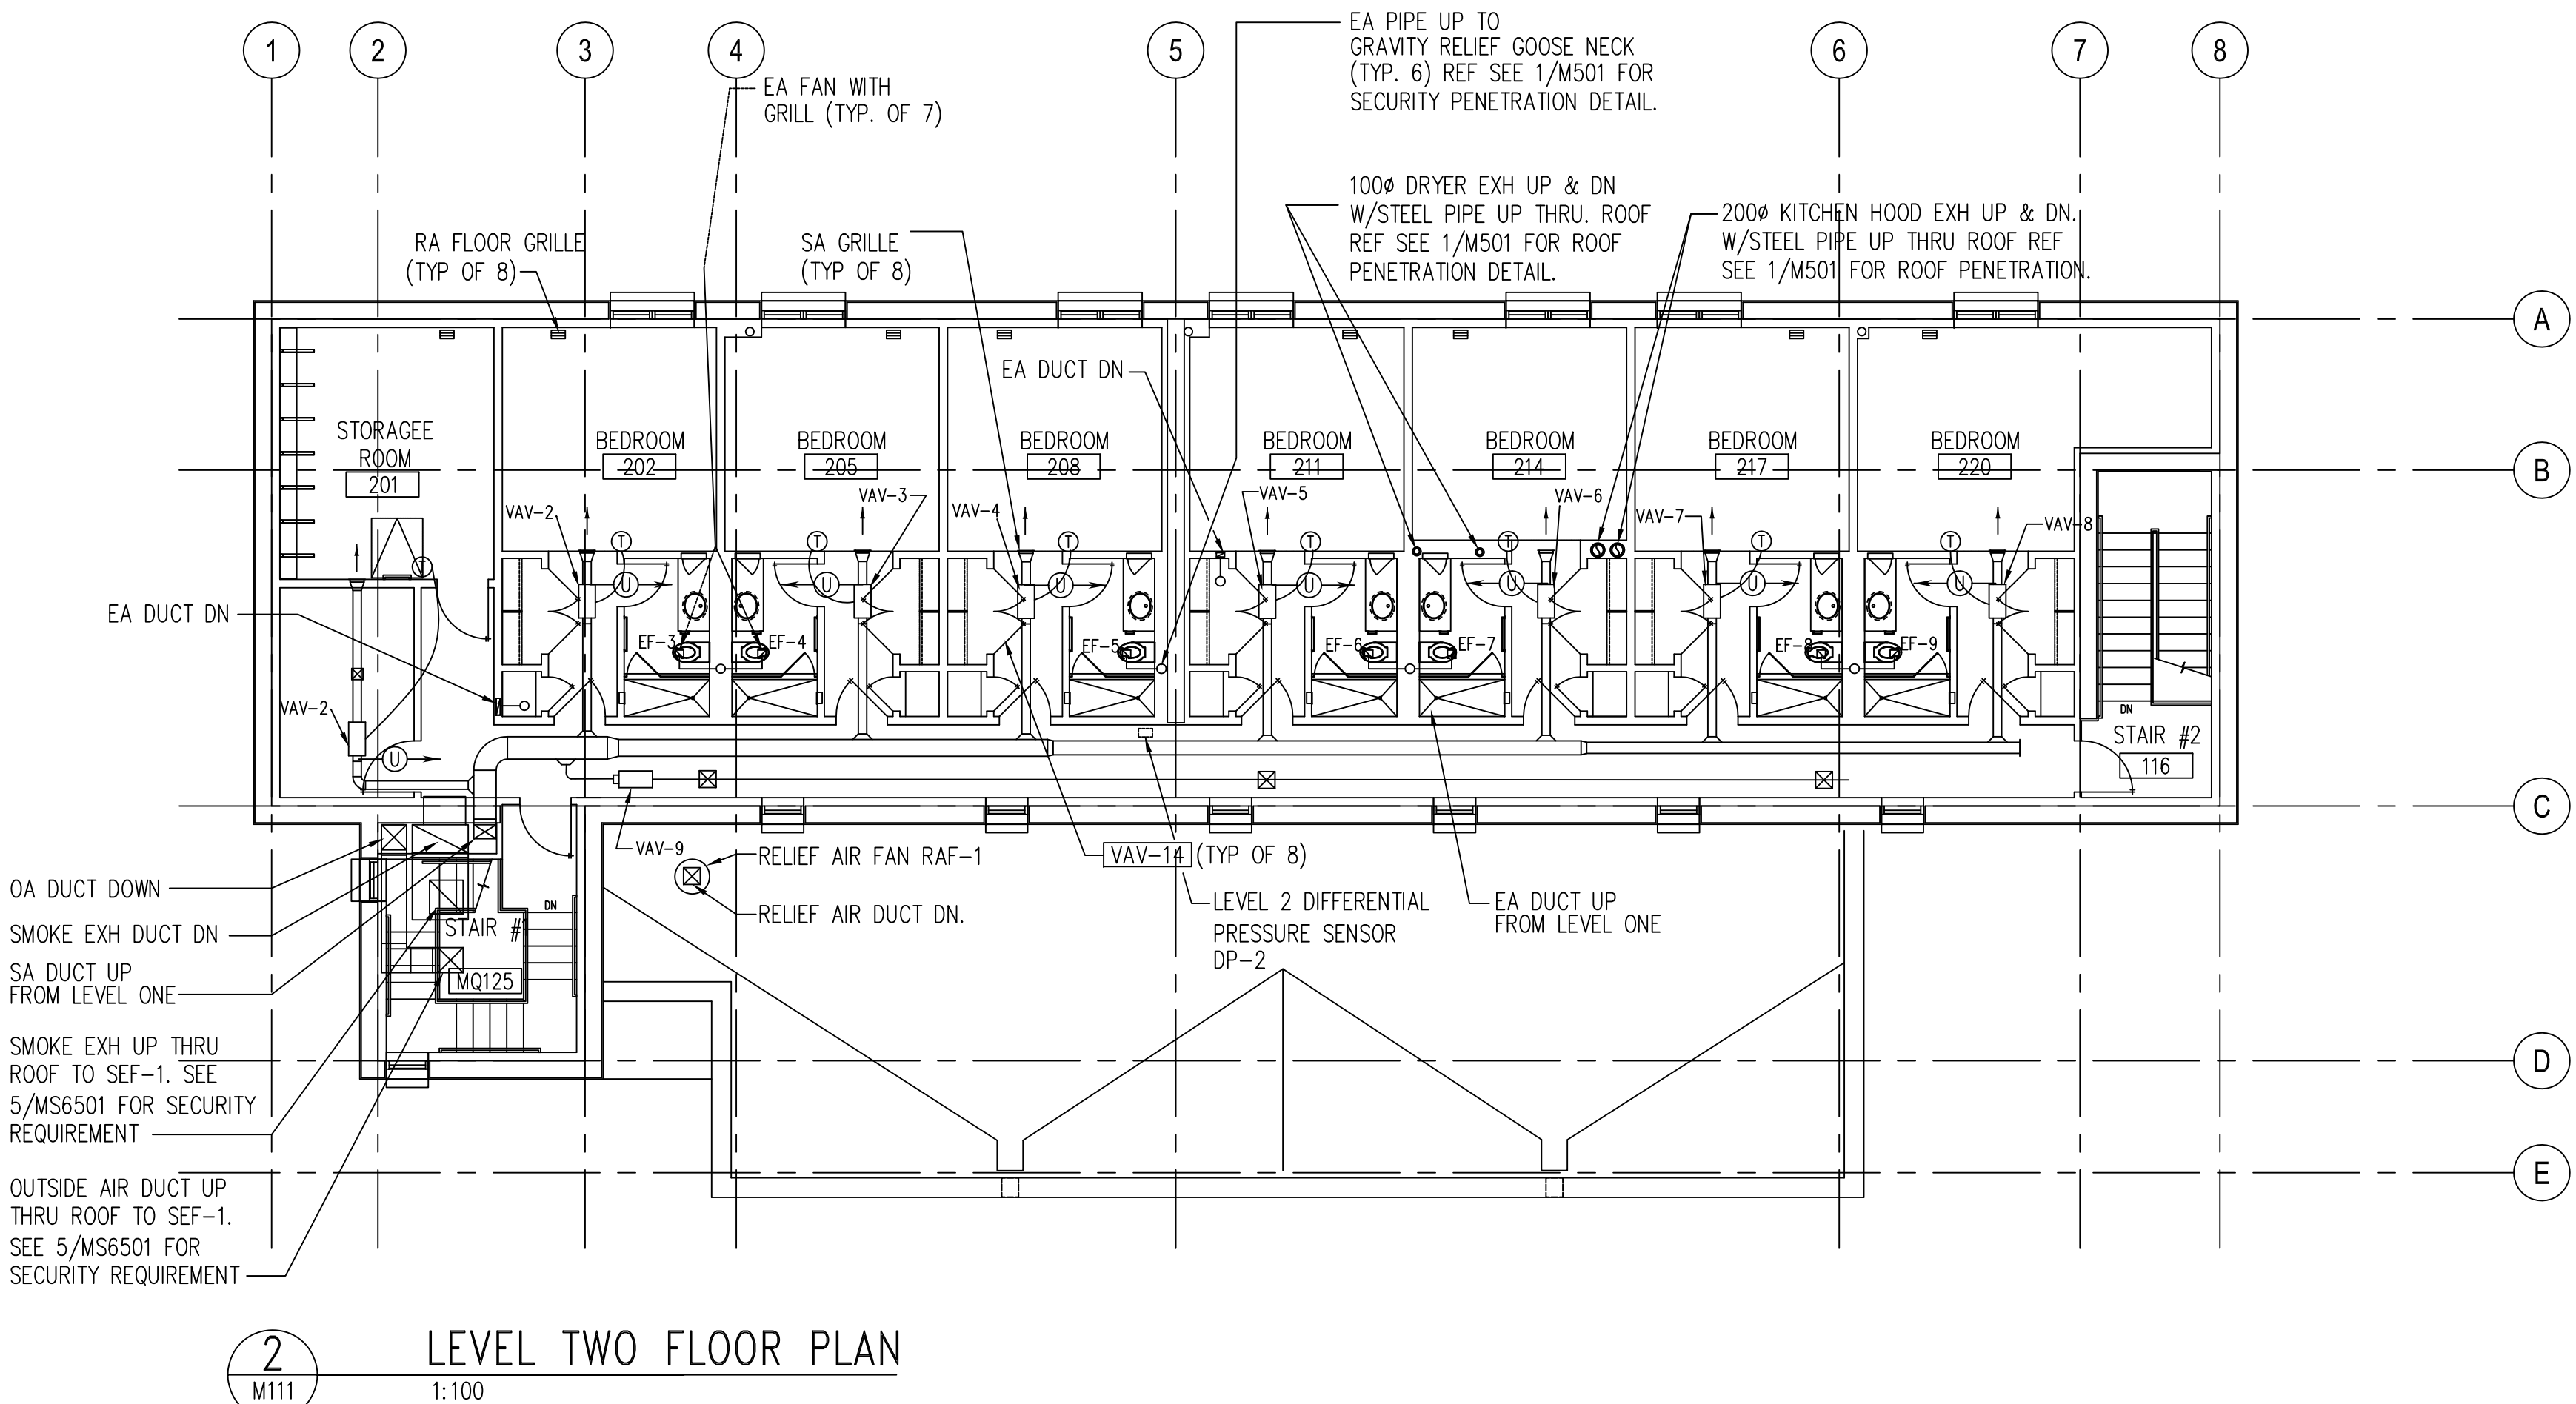 1
2
3
4
5
6
7
8
EA PIPE UP TO
GRAVITY RELIEF GOOSE NECK
(TYP. 6) REF SEE 1/M501 FOR
SECURITY PENETRATION DETAIL.
EA FAN WITH
GRILL (TYP. OF 7)
100ø DRYER EXH UP & DN
W/STEEL PIPE UP THRU. ROOF
REF SEE 1/M501 FOR ROOF
PENETRATION DETAIL.
200ø KITCHEN HOOD EXH UP & DN.
W/STEEL PIPE UP THRU ROOF REF
SEE 1/M501 FOR ROOF PENETRATION.
RA FLOOR GRILLE
(TYP OF 8)
SA GRILLE
(TYP OF 8)
A
EA DUCT DN
STORAGEE
ROOM
201
BEDROOM
202
BEDROOM
205
BEDROOM
208
BEDROOM
211
BEDROOM
214
BEDROOM
217
BEDROOM
220
B
VAV-2
VAV-3
VAV-4
VAV-5
VAV-6
VAV-7
VAV-8
T
T
T
T
T
T
T
T
U
U
U
U
U
U
U
EA DUCT DN
EF-3
EF-4
EF-5
EF-6
EF-7
EF-8
EF-9
VAV-2
U
DN
STAIR #2
116
C
VAV-9
RELIEF AIR FAN RAF-1
VAV-14 (TYP OF 8)
RELIEF AIR DUCT DN.
LEVEL 2 DIFFERENTIAL
PRESSURE SENSOR
DP-2
EA DUCT UP
FROM LEVEL ONE
OA DUCT DOWN
SMOKE EXH DUCT DN
SA DUCT UP
FROM LEVEL ONE
DN
STAIR #1
MQ125
SMOKE EXH UP THRU
ROOF TO SEF-1. SEE
5/MS6501 FOR SECURITY
REQUIREMENT
D
OUTSIDE AIR DUCT UP
THRU ROOF TO SEF-1.
SEE 5/MS6501 FOR
SECURITY REQUIREMENT
E
2
M111
LEVEL TWO FLOOR PLAN
1:100